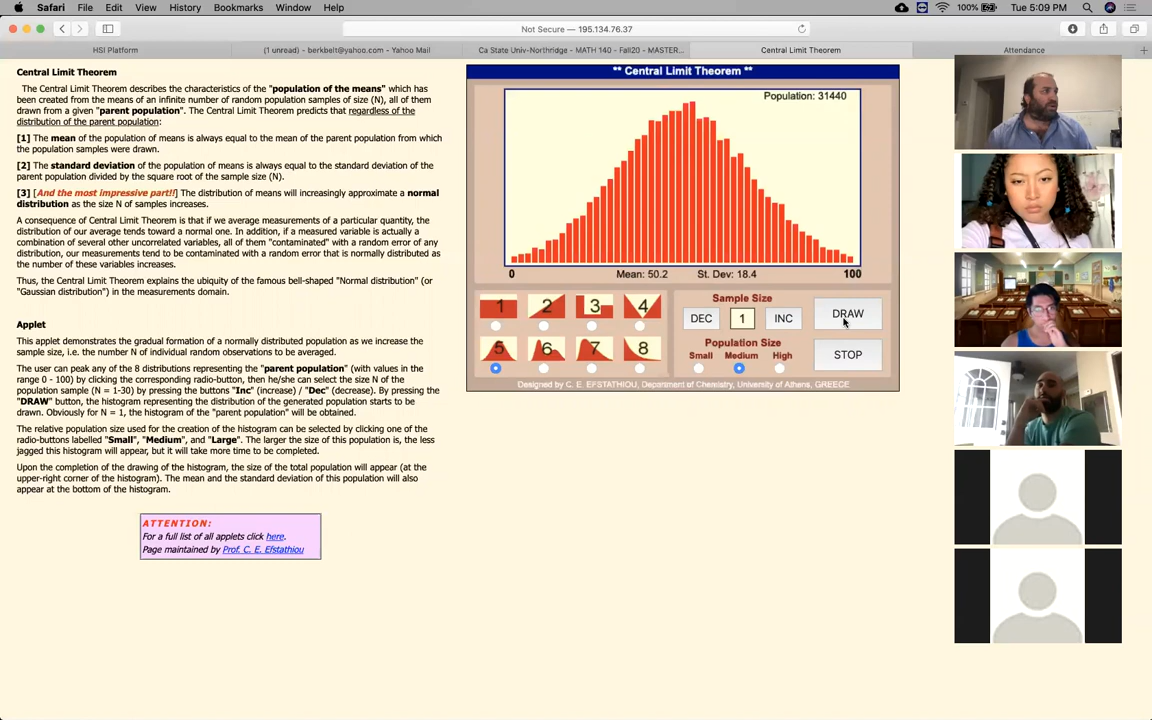 Safari File Edit View History Bookmarks Window Help
100% Tue 5:09 PM
Not Secure — 195.134.76.37
HSI Platform
(1 unread) - berkbelt@yahoo.com - Yahoo Mail
Ca State Univ-Northridge - MATH 140 - Fall20 - MASTER...
Central Limit Theorem
Attendance
Central Limit Theorem
The Central Limit Theorem describes the characteristics of the "population of the means" which has
been created from the means of an infinite number of random population samples of size (N), all of them
drawn from a given "parent population". The Central Limit Theorem predicts that regardless of the
distribution of the parent population:
[1] The mean of the population of means is always equal to the mean of the parent population from which
the population samples were drawn.
[2] The standard deviation of the population of means is always equal to the standard deviation of the
parent population divided by the square root of the sample size (N).
[3] [And the most impressive part!!] The distribution of means will increasingly approximate a normal
distribution as the size N of samples increases.
A consequence of Central Limit Theorem is that if we average measurements of a particular quantity, the
distribution of our average tends toward a normal one. In addition, if a measured variable is actually a
combination of several other uncorrelated variables, all of them "contaminated" with a random error of any
distribution, our measurements tend to be contaminated with a random error that is normally distributed as
the number of these variables increases.
Thus, the Central Limit Theorem explains the ubiquity of the famous bell-shaped "Normal distribution" (or
"Gaussian distribution") in the measurements domain.
Applet
This applet demonstrates the gradual formation of a normally distributed population as we increase the
sample size, i.e. the number N of individual random observations to be averaged.
The user can peak any of the 8 distributions representing the "parent population" (with values in the
range 0 - 100) by clicking the corresponding radio-button, then he/she can select the size N of the
population sample (N = 1-30) by pressing the buttons "Inc" (increase) / "Dec" (decrease). By pressing the
"DRAW" button, the histogram representing the distribution of the generated population starts to be
drawn. Obviously for N = 1, the histogram of the "parent population" will be obtained.
The relative population size used for the creation of the histogram can be selected by clicking one of the
radio-buttons labelled "Small", "Medium", and "Large". The larger the size of this population is, the less
jagged this histogram will appear, but it will take more time to be completed.
Upon the completion of the drawing of the histogram, the size of the total population will appear (at the
upper-right corner of the histogram). The mean and the standard deviation of this population will also
appear at the bottom of the histogram.
ATTENTION:
For a full list of all applets click here.
Page maintained by Prof. C. E. Efstathiou
** Central Limit Theorem **
Population: 31440
0 Mean: 50.2 St. Dev: 18.4 100
1 2 3 4
5 6 7 8
Sample Size
DEC 1 INC
Population Size
Small Medium High
DRAW
STOP
Designed by C. E. EFSTATHIOU, Department of Chemistry, University of Athens, GREECE